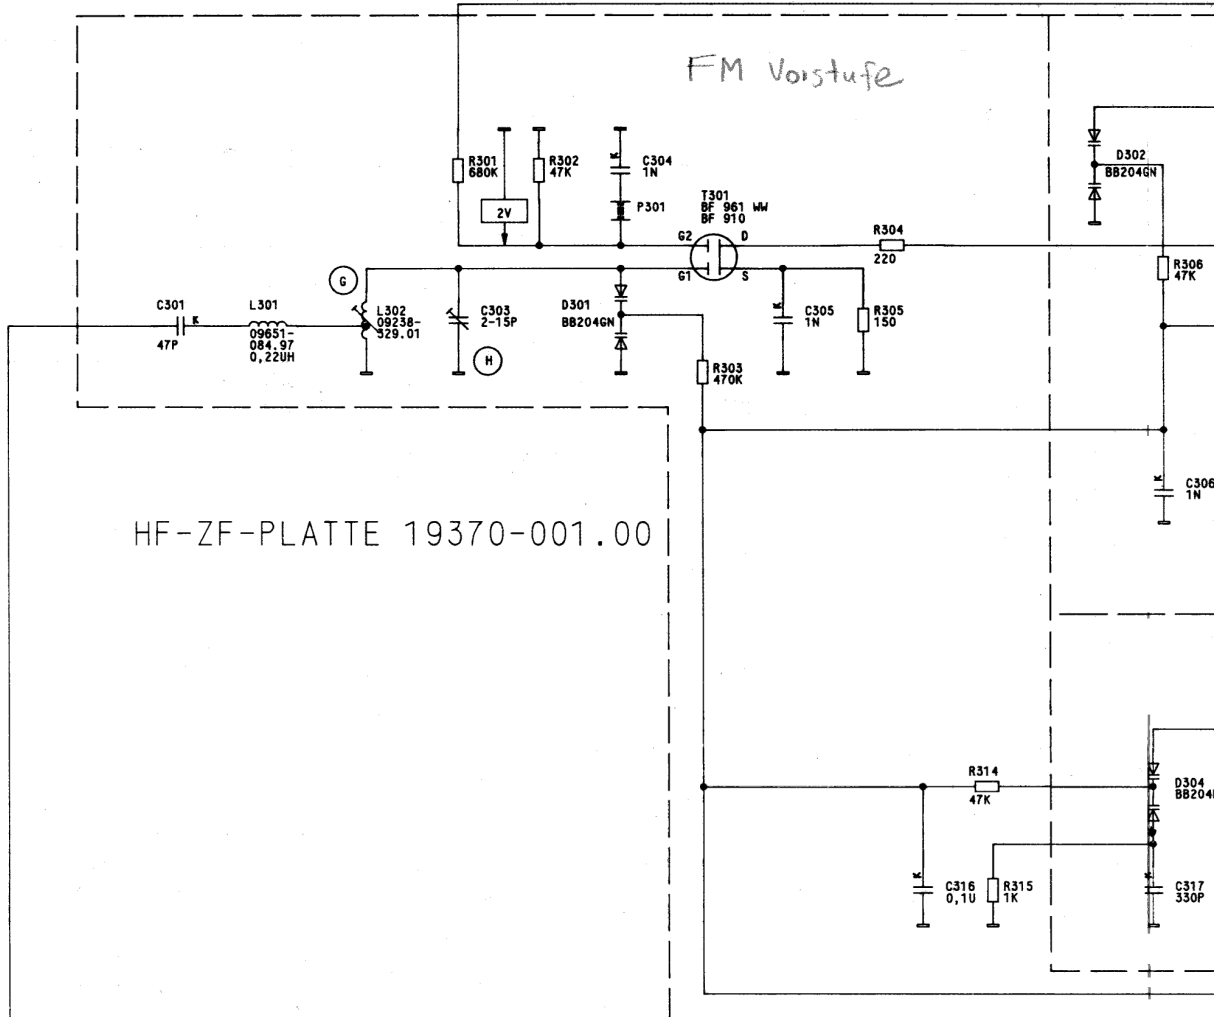 FM Vorstufe
R301
680K
R302
47K
K
C304
1N
2V
P301
T301
BF 961 WW
BF 910
G2
D
G1
S
R304
220
D302
BB204GN
R306
47K
G
C301
K
47P
L301
09651-
084.97
0,22UH
L302
09238-
529.01
C303
2-15P
H
D301
BB204GN
K
C305
1N
R305
150
R303
470K
K
C306
1N
HF-ZF-PLATTE 19370-001.00
R314
47K
D304
BB204
K
C316
0,1U
R315
1K
K
C317
330P